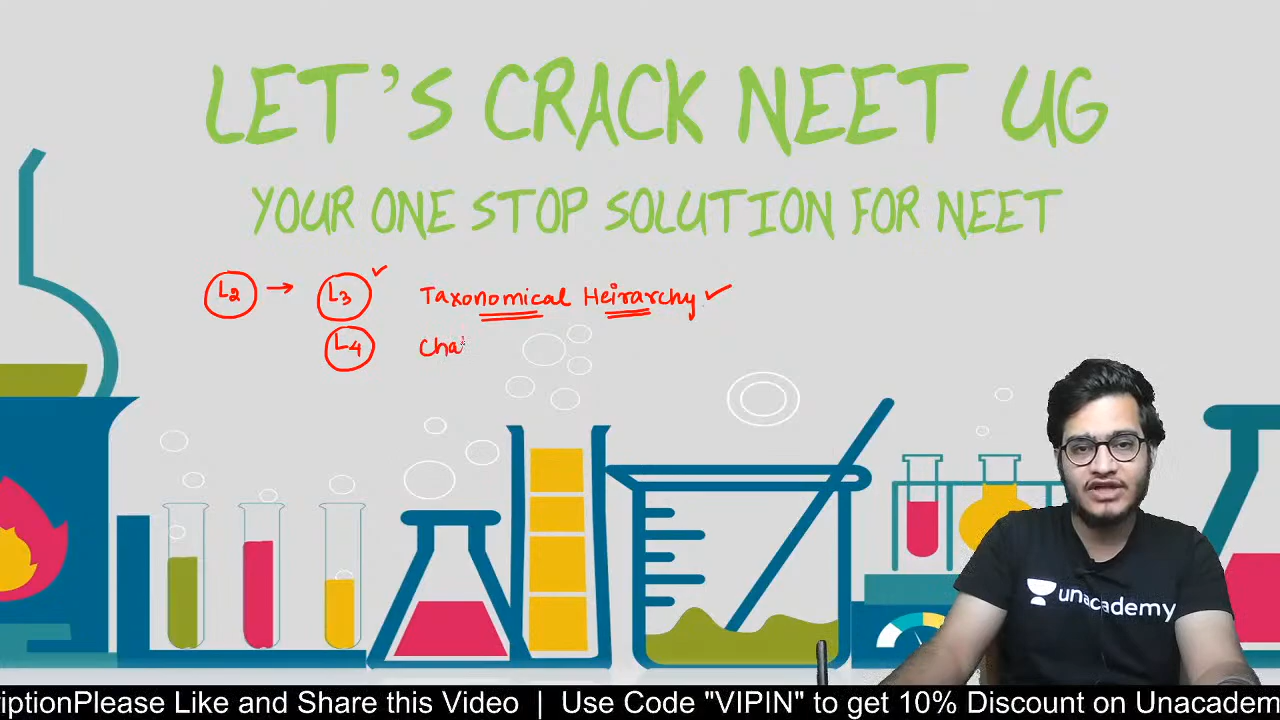 LET'S CRACK NEET UG
YOUR ONE STOP SOLUTION FOR NEET
L2 → L3 ✓ Taxonomical Heirarchy ✓
L4 Cha
unacademy
riptionPlease Like and Share this Video | Use Code "VIPIN" to get 10% Discount on Unacadem